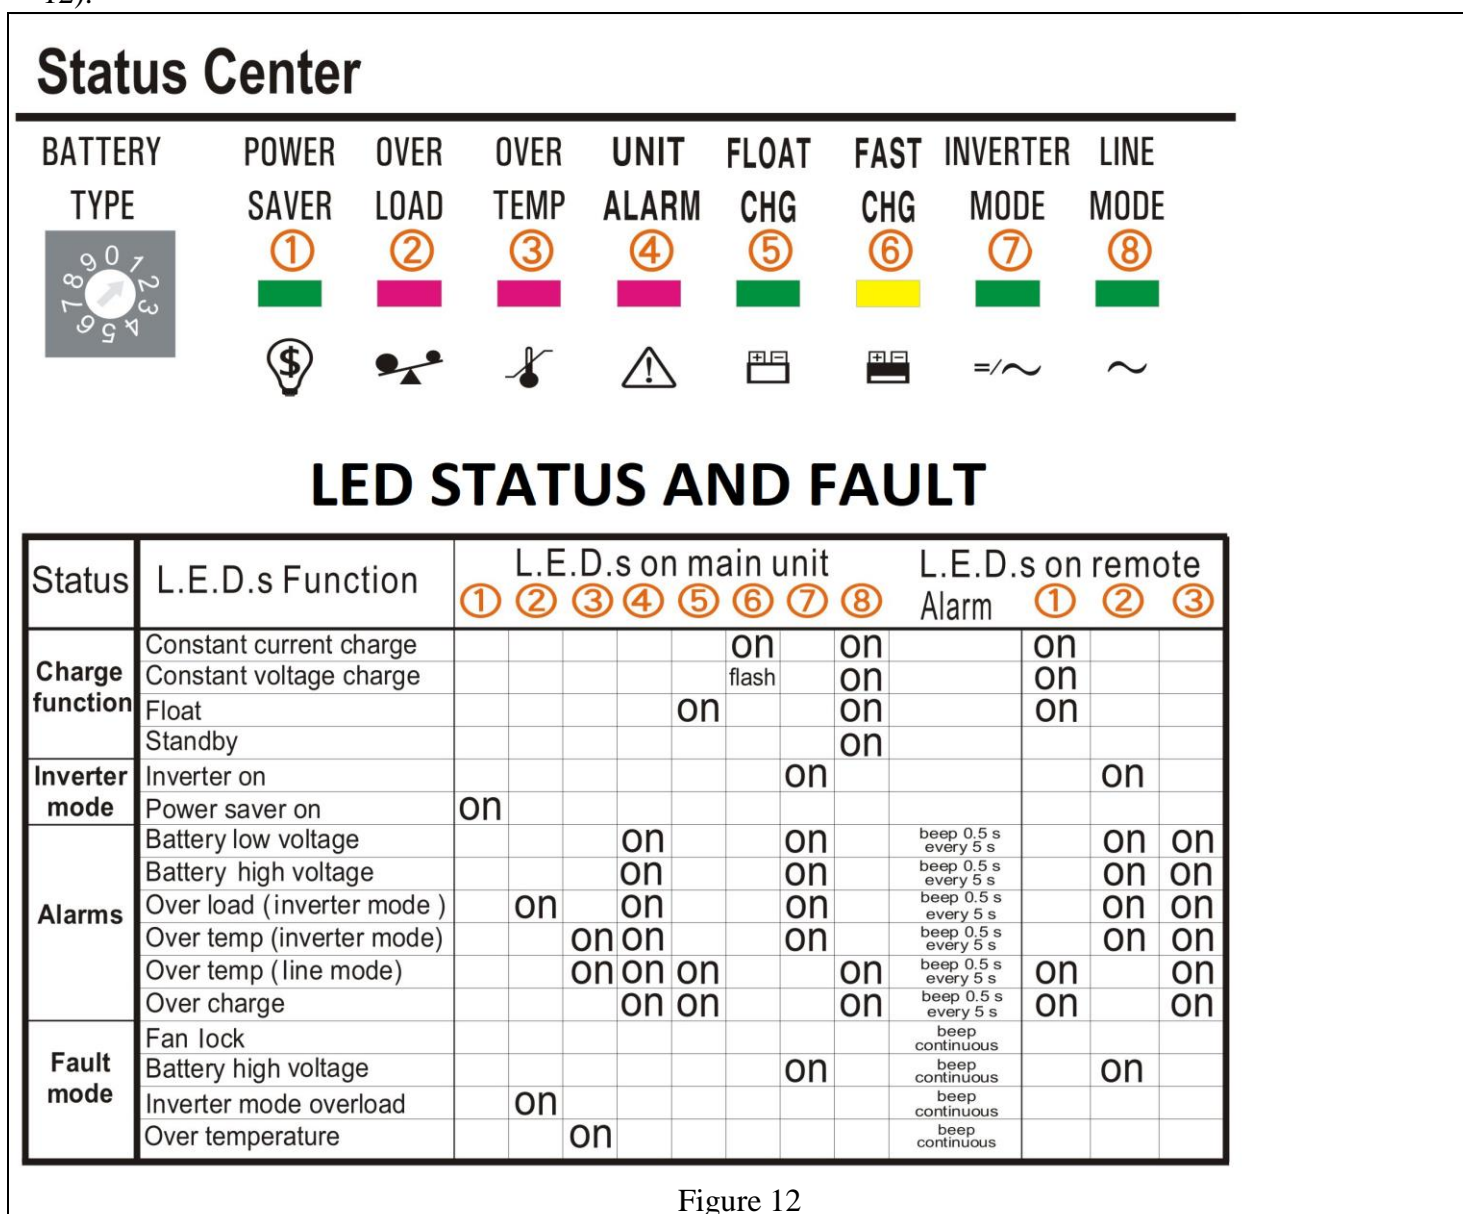 12).
Status Center
BATTERY POWER OVER OVER UNIT FLOAT FAST INVERTER LINE
TYPE SAVER LOAD TEMP ALARM CHG CHG MODE MODE
① ② ③ ④ ⑤ ⑥ ⑦ ⑧
0 1 2 3 4 5 6 7 8 9
$ ! + − + − =/~ ~
LED STATUS AND FAULT
Status L.E.D.s Function L.E.D.s on main unit L.E.D.s on remote
① ② ③ ④ ⑤ ⑥ ⑦ ⑧ Alarm ① ② ③
Charge function
Constant current charge on on on
Constant voltage charge flash on on
Float on on on
Standby on
Inverter mode
Inverter on on on
Power saver on on
Alarms
Battery low voltage on on beep 0.5 s every 5 s on on
Battery high voltage on on beep 0.5 s every 5 s on on
Over load (inverter mode ) on on on beep 0.5 s every 5 s on on
Over temp (inverter mode) on on on beep 0.5 s every 5 s on on
Over temp (line mode) on on on on beep 0.5 s every 5 s on on
Over charge on on on beep 0.5 s every 5 s on on
Fault mode
Fan lock beep continuous
Battery high voltage on beep continuous on
Inverter mode overload on beep continuous
Over temperature on beep continuous
Figure 12